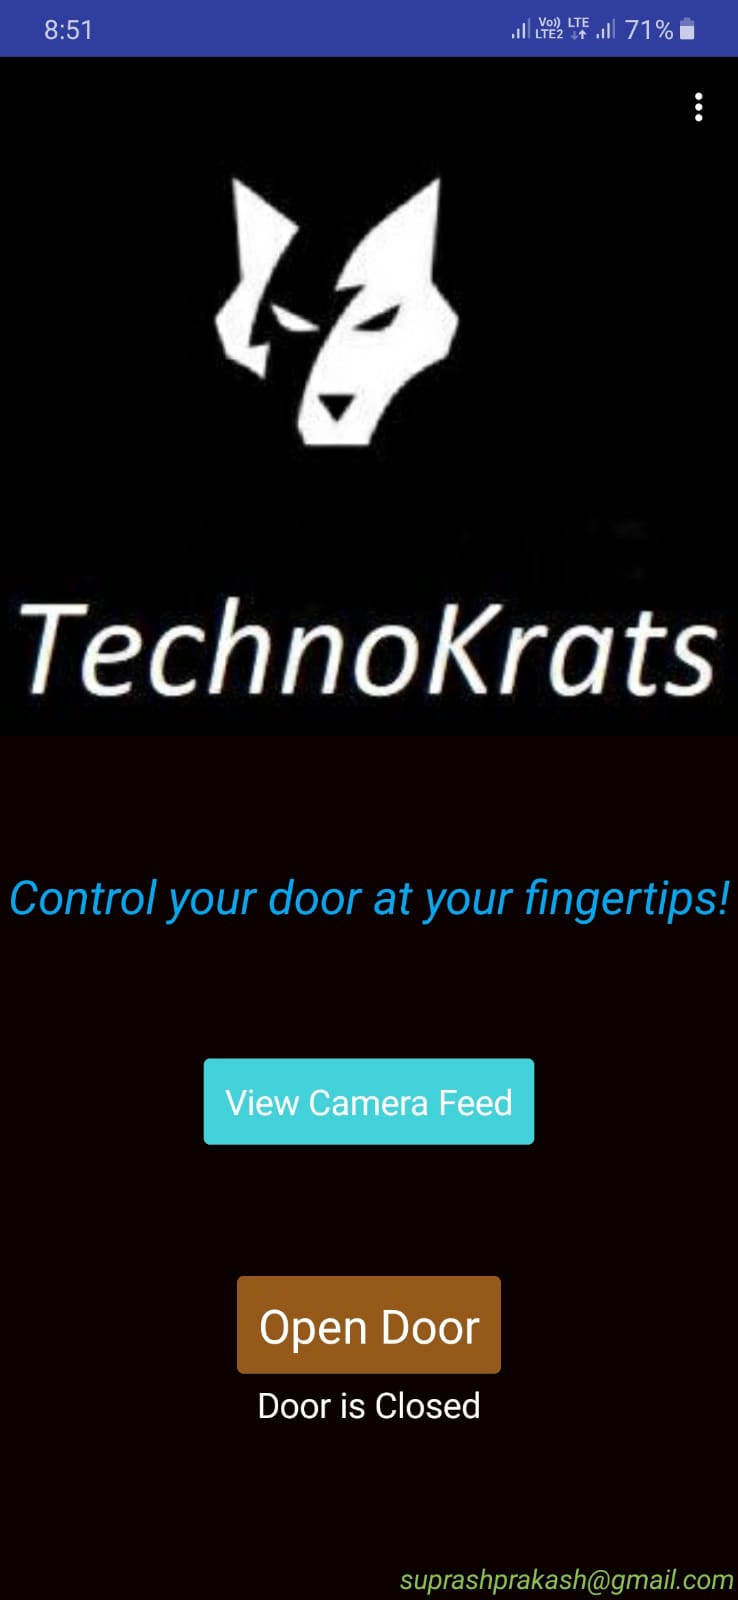 8:51 Vo)) LTE LTE2 71%
TechnoKrats
Control your door at your fingertips!
View Camera Feed
Open Door
Door is Closed
suprashprakash@gmail.com